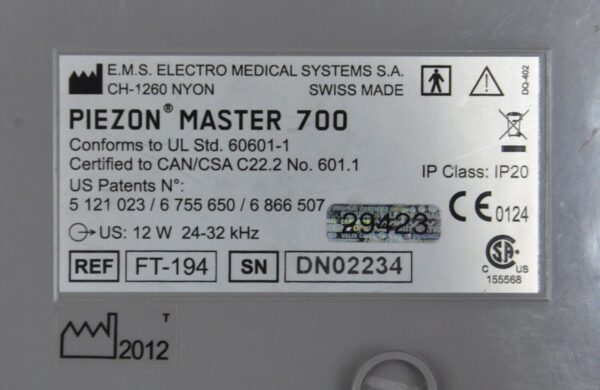 E.M.S. ELECTRO MEDICAL SYSTEMS S.A.
CH-1260 NYON SWISS MADE
PIEZON® MASTER 700
Conforms to UL Std. 60601-1
Certified to CAN/CSA C22.2 No. 601.1
IP Class: IP20
US Patents N°:
5 121 023 / 6 755 650 / 6 866 507
29423
CE 0124
US: 12 W 24-32 kHz
REF FT-194 SN DN02234
C US
155568
DQ-402
T
2012